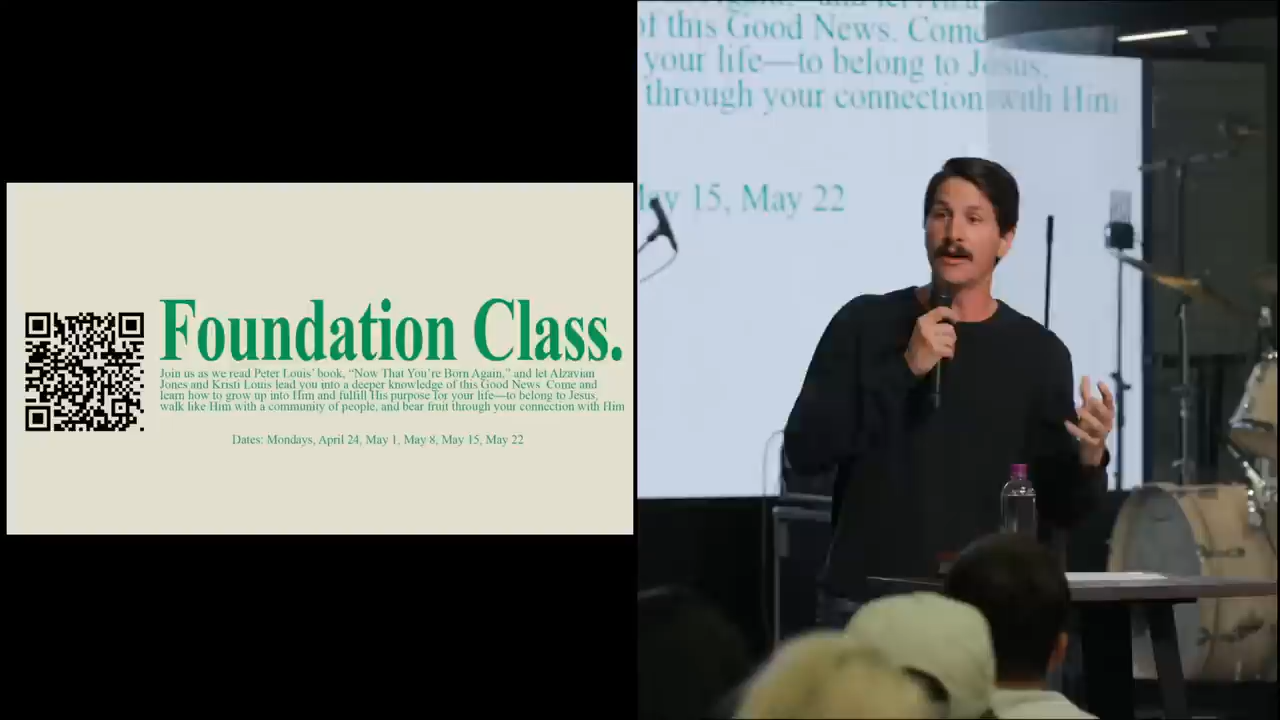 Foundation Class.
Join us as we read Peter Louis' book, “Now That You're Born Again,” and let Alzavian
Jones and Kristi Louis lead you into a deeper knowledge of this Good News. Come and
learn how to grow up into Him and fulfill His purpose for your life—to belong to Jesus,
walk like Him with a community of people, and bear fruit through your connection with Him
Dates: Mondays, April 24, May 1, May 8, May 15, May 22
of this Good News. Come
your life—to belong to Jesus,
through your connection with Him
May 15, May 22